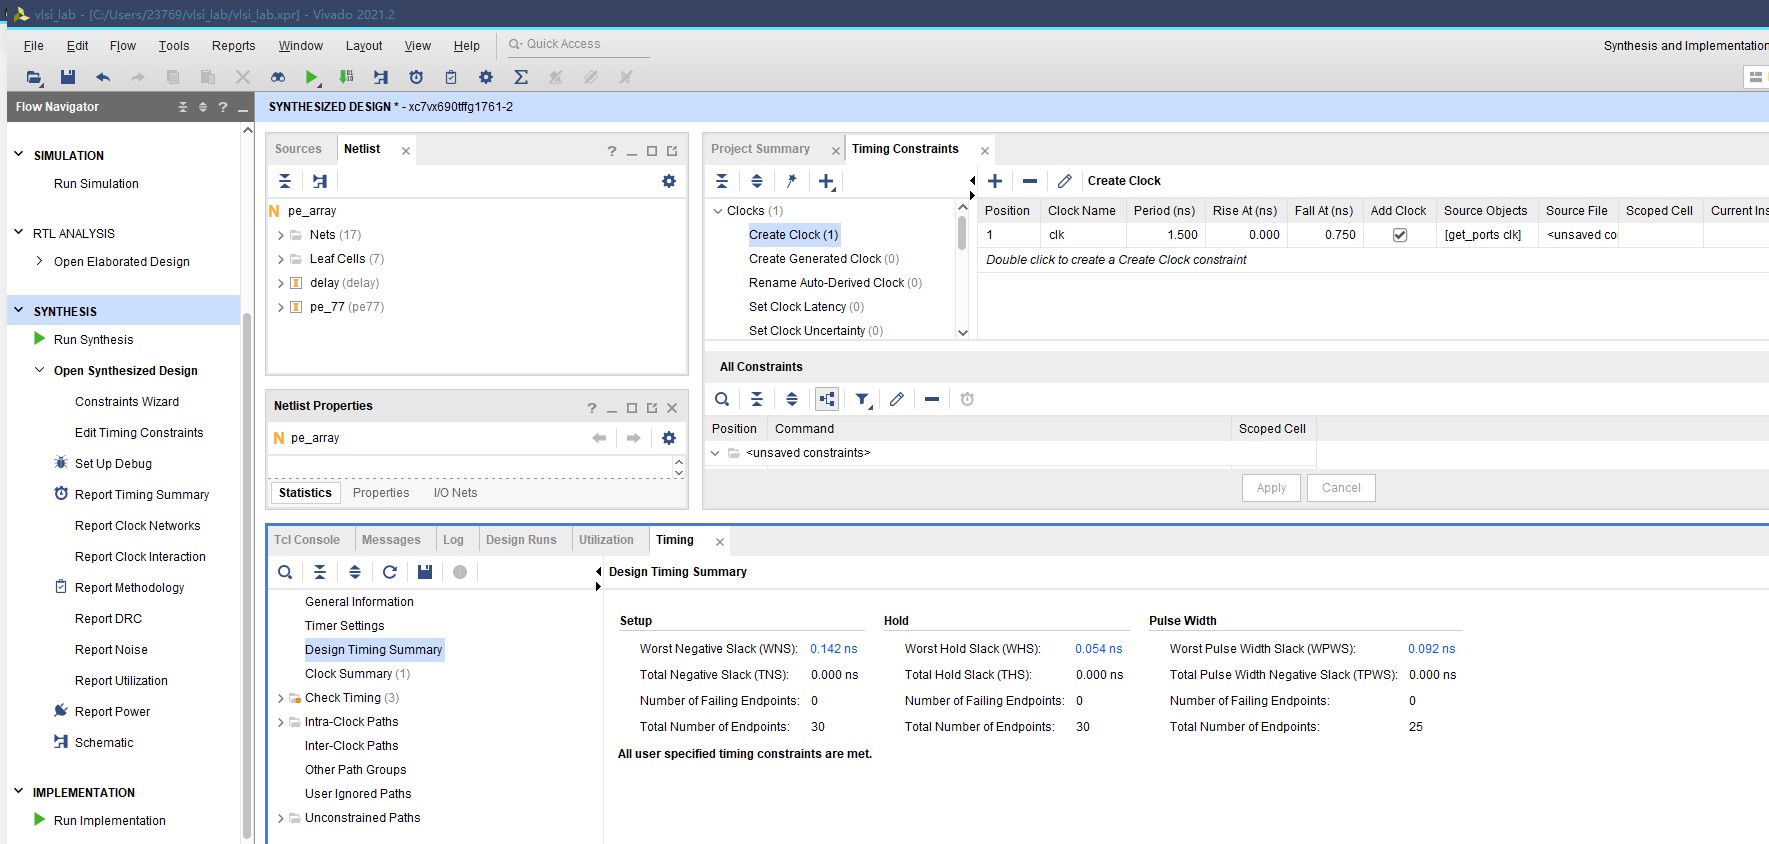 vlsi_lab - [C:/Users/23769/vlsi_lab/vlsi_lab.xpr] - Vivado 2021.2
File Edit Flow Tools Reports Window Layout View Help Quick Access
Synthesis and Implementation
Flow Navigator
SIMULATION
Run Simulation
RTL ANALYSIS
Open Elaborated Design
SYNTHESIS
Run Synthesis
Open Synthesized Design
Constraints Wizard
Edit Timing Constraints
Set Up Debug
Report Timing Summary
Report Clock Networks
Report Clock Interaction
Report Methodology
Report DRC
Report Noise
Report Utilization
Report Power
Schematic
IMPLEMENTATION
Run Implementation
SYNTHESIZED DESIGN * - xc7vx690tffg1761-2
Sources Netlist
pe_array
Nets (17)
Leaf Cells (7)
delay (delay)
pe_77 (pe77)
Netlist Properties
pe_array
Statistics Properties I/O Nets
Project Summary Timing Constraints
Clocks (1)
Create Clock (1)
Create Generated Clock (0)
Rename Auto-Derived Clock (0)
Set Clock Latency (0)
Set Clock Uncertainty (0)
Create Clock
Position Clock Name Period (ns) Rise At (ns) Fall At (ns) Add Clock Source Objects Source File Scoped Cell Current Ins
1 clk 1.500 0.000 0.750 [get_ports clk] <unsaved co
Double click to create a Create Clock constraint
All Constraints
Position Command Scoped Cell
<unsaved constraints>
Apply Cancel
Tcl Console Messages Log Design Runs Utilization Timing
General Information
Timer Settings
Design Timing Summary
Clock Summary (1)
Check Timing (3)
Intra-Clock Paths
Inter-Clock Paths
Other Path Groups
User Ignored Paths
Unconstrained Paths
Design Timing Summary
Setup Hold Pulse Width
Worst Negative Slack (WNS): 0.142 ns Worst Hold Slack (WHS): 0.054 ns Worst Pulse Width Slack (WPWS): 0.092 ns
Total Negative Slack (TNS): 0.000 ns Total Hold Slack (THS): 0.000 ns Total Pulse Width Negative Slack (TPWS): 0.000 ns
Number of Failing Endpoints: 0 Number of Failing Endpoints: 0 Number of Failing Endpoints: 0
Total Number of Endpoints: 30 Total Number of Endpoints: 30 Total Number of Endpoints: 25
All user specified timing constraints are met.